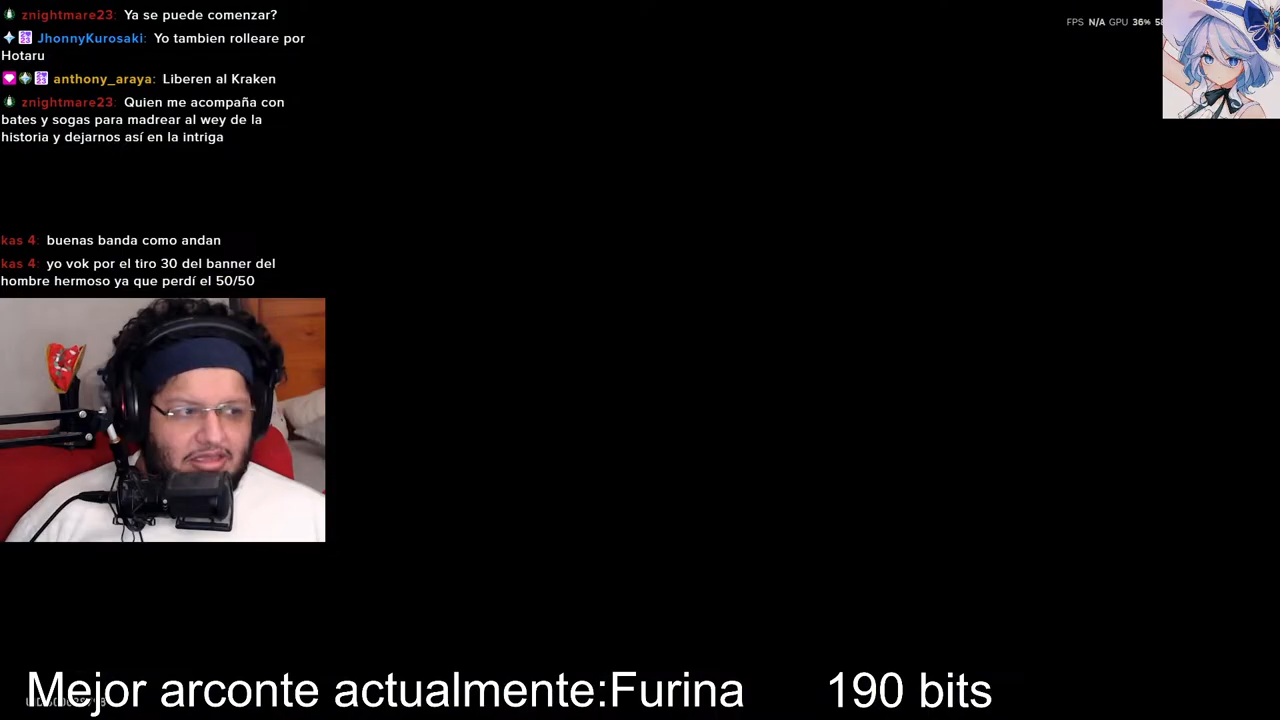 znightmare23: Ya se puede comenzar?
JhonnyKurosaki: Yo tambien rolleare por
Hotaru
anthony_araya: Liberen al Kraken
znightmare23: Quien me acompaña con
bates y sogas para madrear al wey de la
historia y dejarnos así en la intriga
kas 4: buenas banda como andan
kas 4: yo vok por el tiro 30 del banner del
hombre hermoso ya que perdí el 50/50
FPS N/A GPU 36%
Mejor arconte actualmente:Furina 190 bits